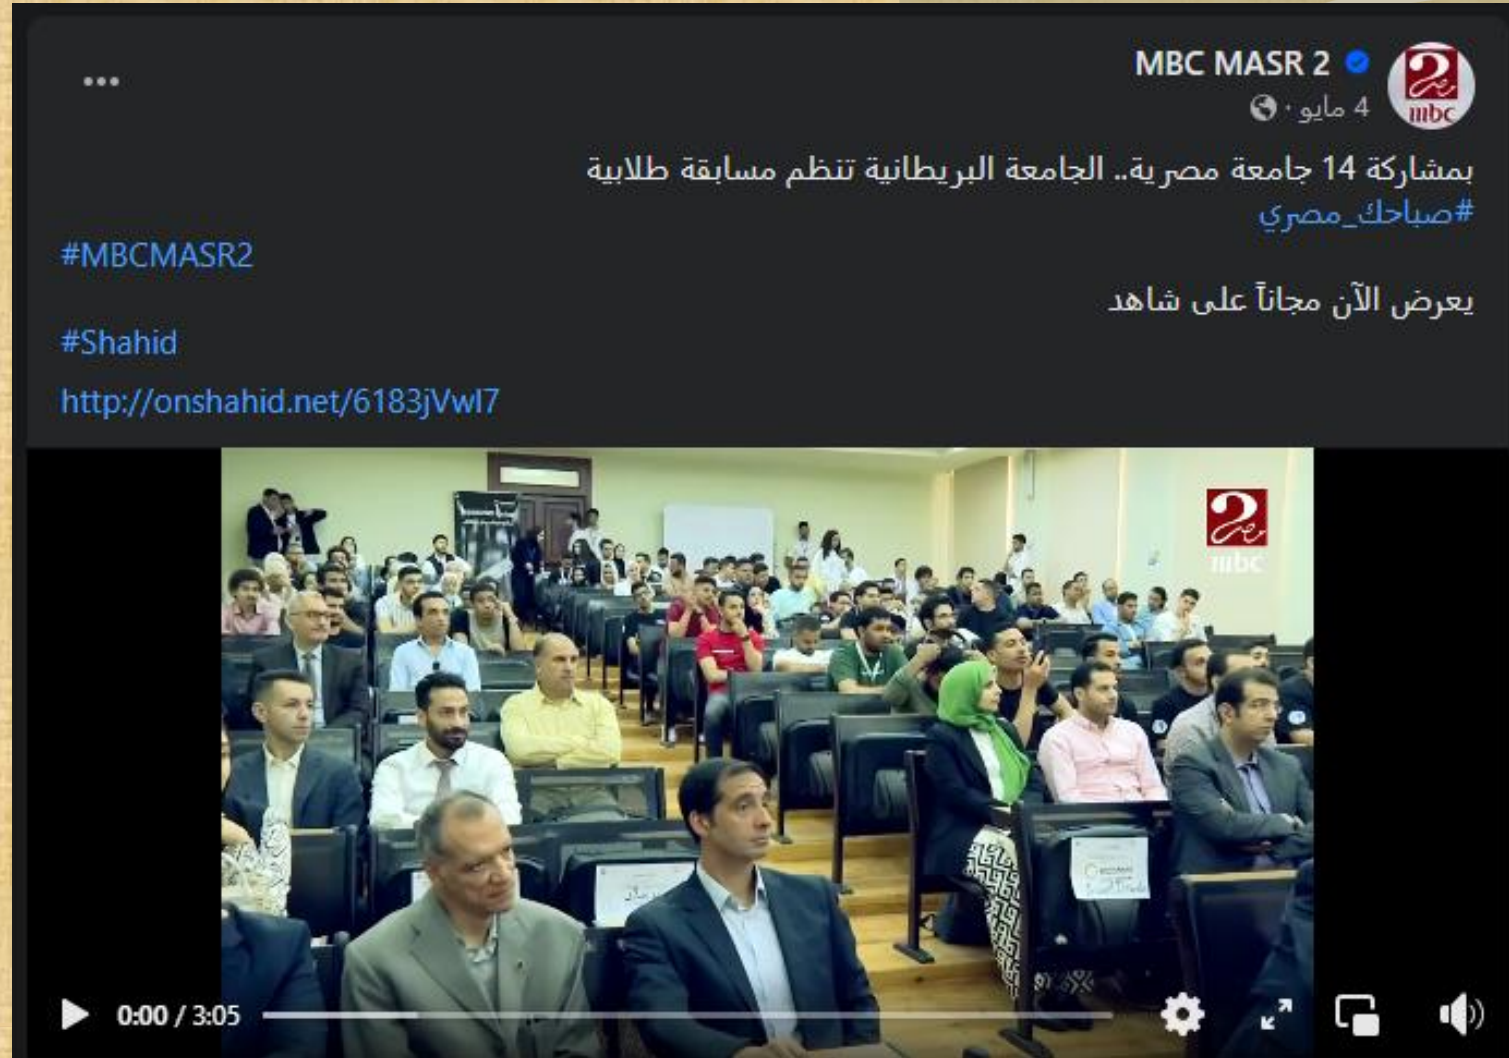 MBC MASR 2
4 مايو ·
بمشاركة 14 جامعة مصرية.. الجامعة البريطانية تنظم مسابقة طلابية
#صباحك_مصري
#MBCMASR2
يعرض الآن مجاناً على شاهد
#Shahid
http://onshahid.net/6183jVwl7
mbc
0:00 / 3:05